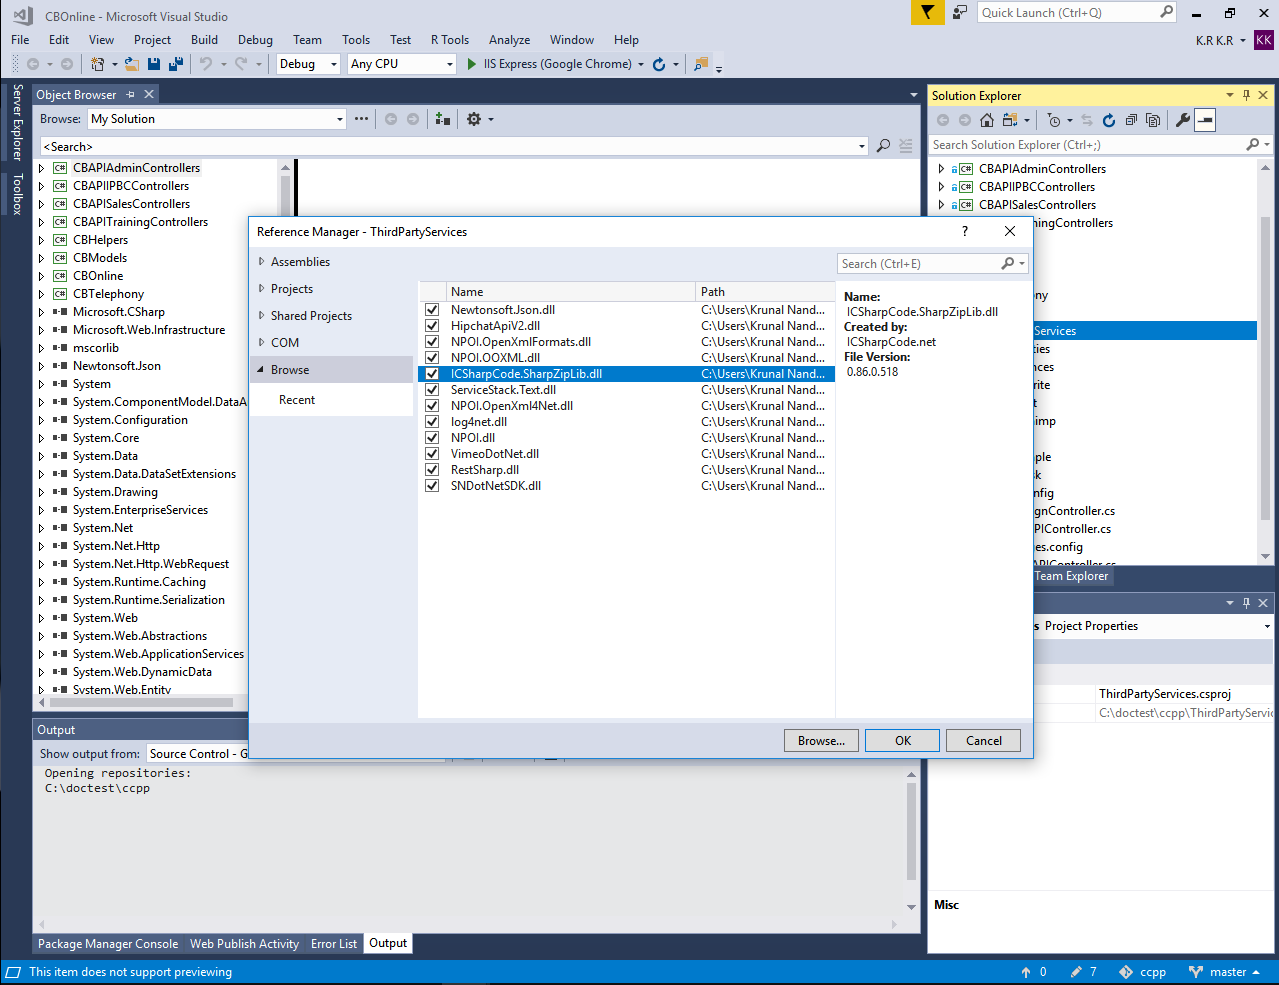 CBOnline - Microsoft Visual Studio
Quick Launch (Ctrl+Q)
File Edit View Project Build Debug Team Tools Test R Tools Analyze Window Help
K.R K.R
KK
Debug
Any CPU
IIS Express (Google Chrome)
Server Explorer
Toolbox
Object Browser
Browse: My Solution
<Search>
CBAPIAdminControllers
CBAPIIPBCControllers
CBAPISalesControllers
CBAPITrainingControllers
CBHelpers
CBModels
CBOnline
CBTelephony
Microsoft.CSharp
Microsoft.Web.Infrastructure
mscorlib
Newtonsoft.Json
System
System.ComponentModel.DataA
System.Configuration
System.Core
System.Data
System.Data.DataSetExtensions
System.Drawing
System.EnterpriseServices
System.Net
System.Net.Http
System.Net.Http.WebRequest
System.Runtime.Caching
System.Runtime.Serialization
System.Web
System.Web.Abstractions
System.Web.ApplicationServices
System.Web.DynamicData
System.Web.Entity
Reference Manager - ThirdPartyServices
?
Assemblies
Projects
Shared Projects
COM
Browse
Recent
Search (Ctrl+E)
Name Path
Newtonsoft.Json.dll C:\Users\Krunal Nand...
HipchatApiV2.dll C:\Users\Krunal Nand...
NPOI.OpenXmlFormats.dll C:\Users\Krunal Nand...
NPOI.OOXML.dll C:\Users\Krunal Nand...
ICSharpCode.SharpZipLib.dll C:\Users\Krunal Nand...
ServiceStack.Text.dll C:\Users\Krunal Nand...
NPOI.OpenXml4Net.dll C:\Users\Krunal Nand...
log4net.dll C:\Users\Krunal Nand...
NPOI.dll C:\Users\Krunal Nand...
VimeoDotNet.dll C:\Users\Krunal Nand...
RestSharp.dll C:\Users\Krunal Nand...
SNDotNetSDK.dll C:\Users\Krunal Nand...
Name:
ICSharpCode.SharpZipLib.dll
Created by:
ICSharpCode.net
File Version:
0.86.0.518
Browse... OK Cancel
Solution Explorer
Search Solution Explorer (Ctrl+;)
CBAPIAdminControllers
CBAPIIPBCControllers
CBAPISalesControllers
ningControllers
ny
Services
ties
ences
rite
t
imp
ple
sk
nfig
gnController.cs
PIController.cs
es.config
APIController.cs
Team Explorer
s Project Properties
ThirdPartyServices.csproj
C:\doctest\ccpp\ThirdPartyServic
Misc
Output
Show output from: Source Control - G
Opening repositories:
C:\doctest\ccpp
Package Manager Console Web Publish Activity Error List Output
This item does not support previewing
0 7 ccpp master